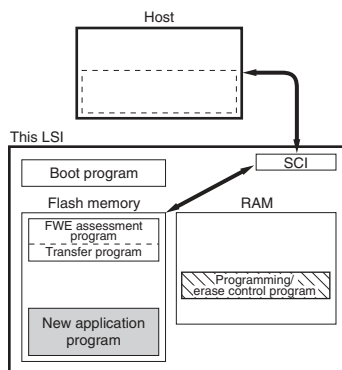 Host
This LSI
Boot program
SCI
Flash memory
RAM
FWE assessment
program
Transfer program
Programming/
erase control program
New application
program